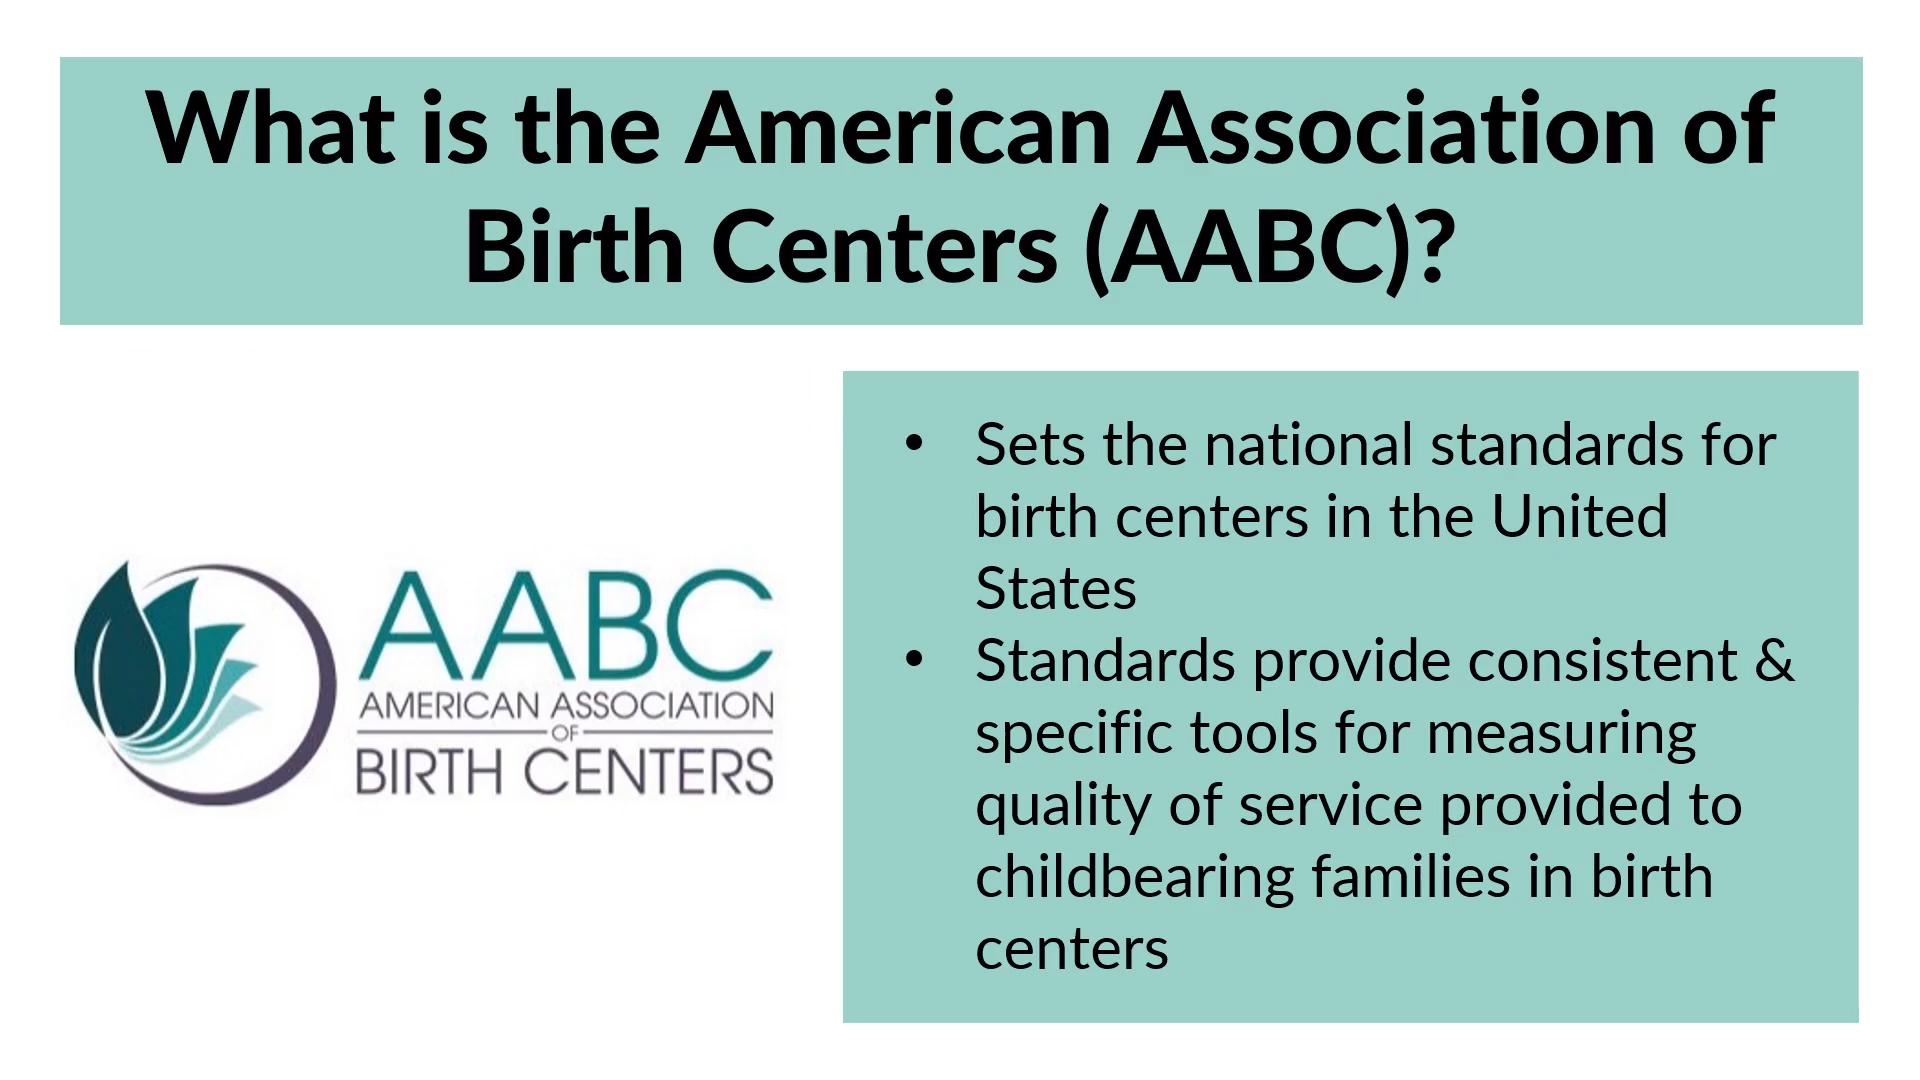 What is the American Association of
Birth Centers (AABC)?
AABC
AMERICAN ASSOCIATION
OF
BIRTH CENTERS
• Sets the national standards for
birth centers in the United
States
• Standards provide consistent &
specific tools for measuring
quality of service provided to
childbearing families in birth
centers